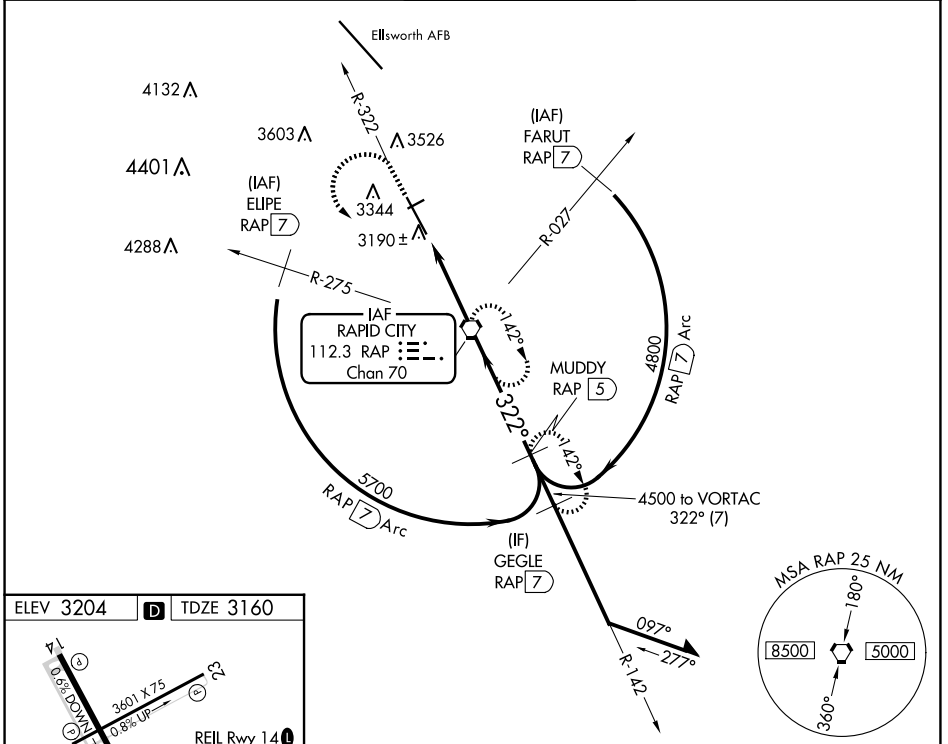 Ellsworth AFB
4132
R-322
3603
3526
(IAF)
FARUT
RAP 7
4401
(IAF)
ELIPE
RAP 7
3344
3190 ±
R-027
4288
R-275
IAF
RAPID CITY
112.3 RAP
Chan 70
142°
MUDDY
RAP 5
4800
RAP 7 Arc
322°
142°
5700
RAP 7 Arc
4500 to VORTAC
322° (7)
(IF)
GEGLE
RAP 7
MSA RAP 25 NM
180°
8500
5000
360°
097°
277°
R-142
ELEV 3204
D
TDZE 3160
14
P
0.6% DOWN
3601 X 75
0.8% UP
23
P
P
REIL Rwy 14 L